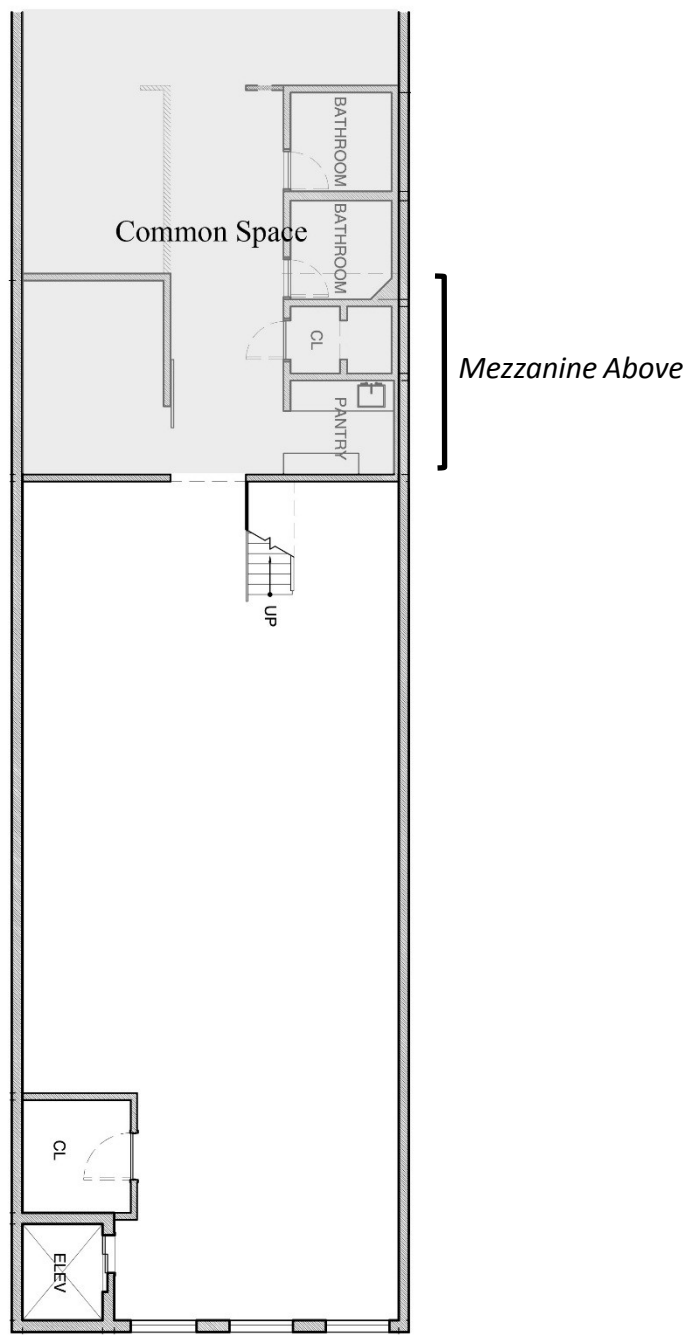 BATHROOM
Common Space
BATHROOM
CL
Mezzanine Above
PANTRY
UP
CL
ELEV